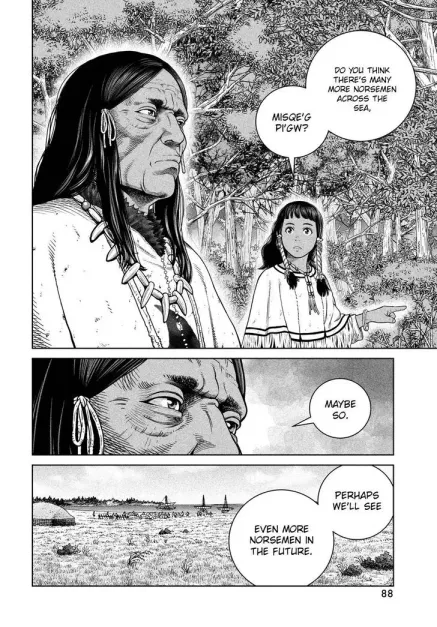 DO YOU THINK
THERE'S MANY
MORE NORSEMEN
ACROSS THE
SEA,
MISQE'G
PI'GW?
MAYBE
SO.
PERHAPS
WE'LL SEE
EVEN MORE
NORSEMEN IN
THE FUTURE.
88